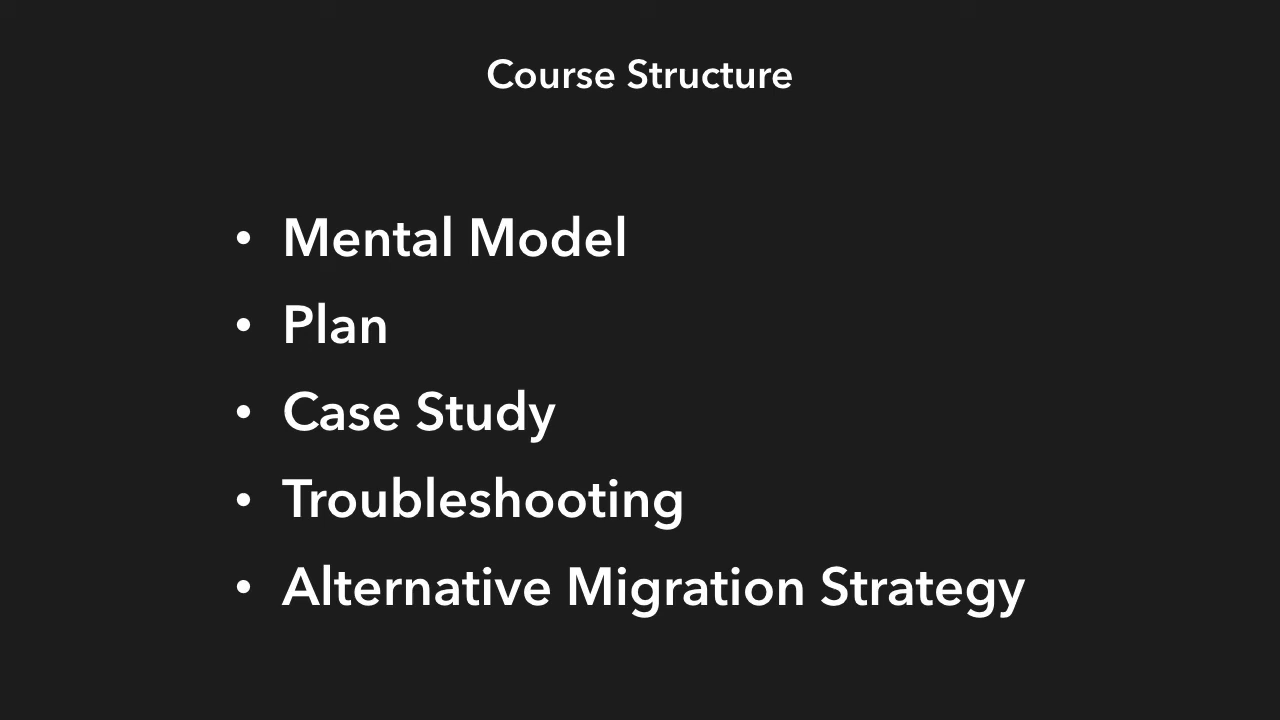 Course Structure
• Mental Model
• Plan
• Case Study
• Troubleshooting
• Alternative Migration Strategy